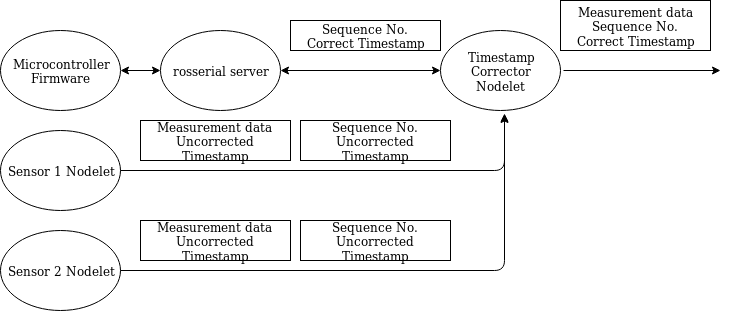 Measurement data
Sequence No.
Correct Timestamp
Sequence No.
Correct Timestamp
Microcontroller
Firmware
rosserial server
Timestamp
Corrector
Nodelet
Measurement data
Uncorrected
Timestamp
Sequence No.
Uncorrected
Timestamp
Sensor 1 Nodelet
Measurement data
Uncorrected
Timestamp
Sequence No.
Uncorrected
Timestamp
Sensor 2 Nodelet